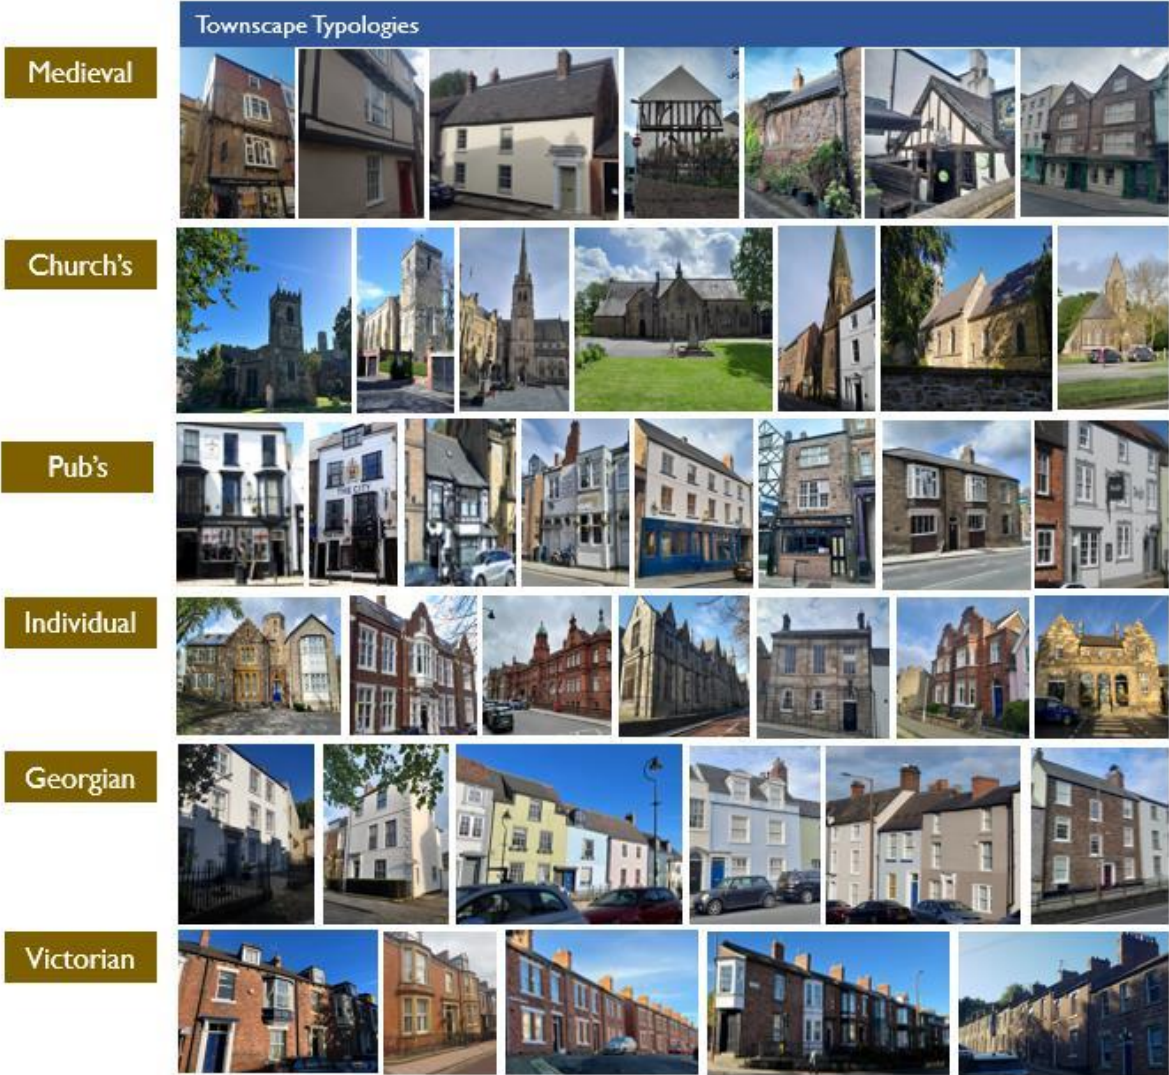 Townscape Typologies
Medieval
Church's
Pub's
THE CITY
Individual
Georgian
Victorian